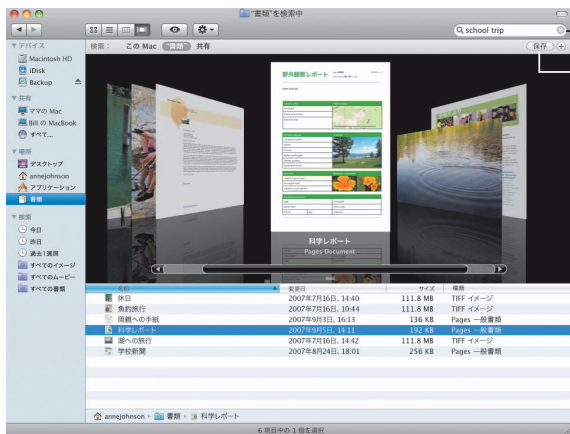 "書類"を検索中
school trip
検索： この Mac "書類" 共有
保存
デバイス
Macintosh HD
iDisk
Backup
共有
ママの Mac
Bill の MacBook
すべて...
場所
デスクトップ
annejohnson
アプリケーション
書類
検索
今日
昨日
過去1週間
すべてのイメージ
すべてのムービー
すべての書類
野外観察レポート
科学レポート
Pages Document
名前 変更日 サイズ 種類
休日 2007年7月16日、14:40 111.8 MB TIFF イメージ
魚釣旅行 2007年7月16日、10:44 111.8 MB TIFF イメージ
両親への手紙 2007年9月3日、16:13 136 KB Pages 一般書類
科学レポート 2007年9月5日、14:11 192 KB Pages 一般書類
湖への旅行 2007年7月16日、14:42 111.8 MB TIFF イメージ
学校新聞 2007年8月24日、18:01 256 KB Pages 一般書類
annejohnson ▸ 書類 ▸ 科学レポート
6 項目中の 1 個を選択